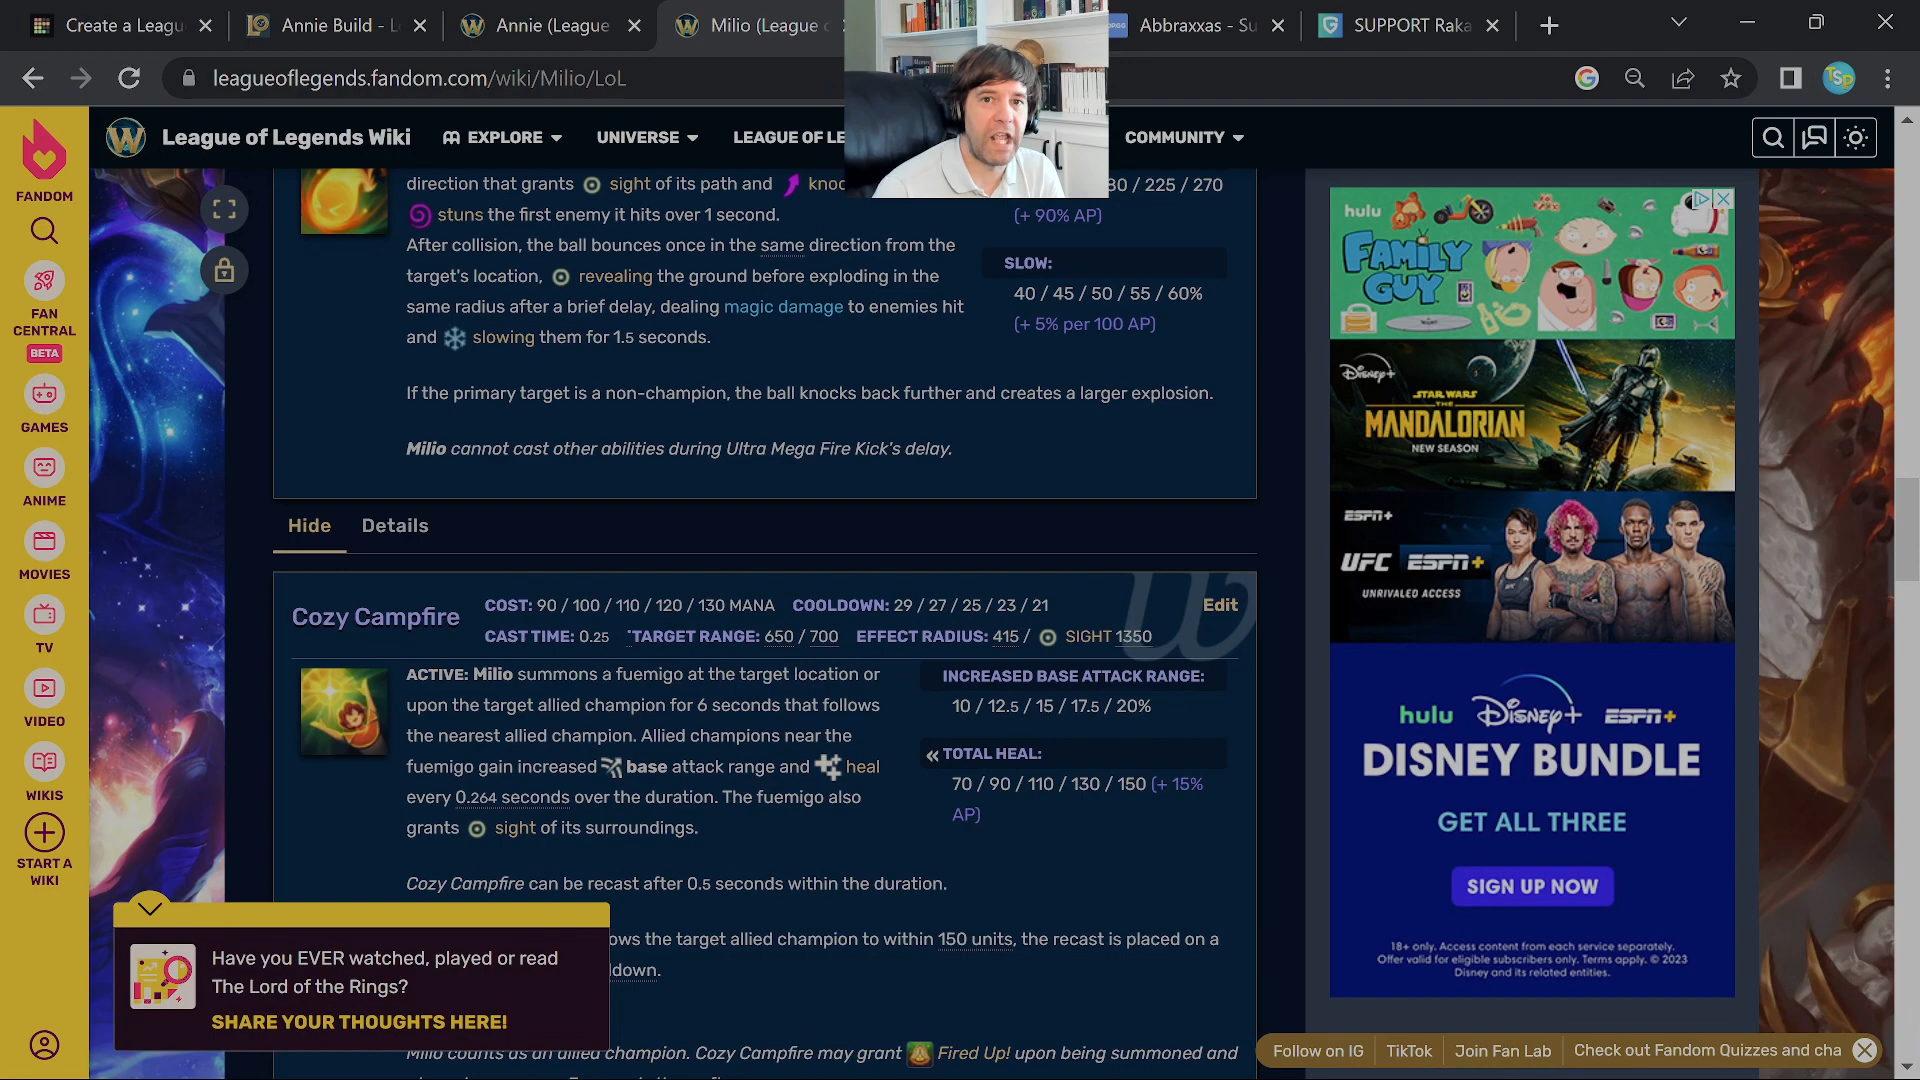 Create a Leagu
Annie Build - L
Annie (League
Milio (League o
Abbraxxas - Su
SUPPORT Raka
leagueoflegends.fandom.com/wiki/Milio/LoL
League of Legends Wiki
EXPLORE
UNIVERSE
LEAGUE OF LE
COMMUNITY
FANDOM
FAN CENTRAL
BETA
GAMES
ANIME
MOVIES
TV
VIDEO
WIKIS
START A WIKI
direction that grants sight of its path and knoc
stuns the first enemy it hits over 1 second.
After collision, the ball bounces once in the same direction from the
target's location, revealing the ground before exploding in the
same radius after a brief delay, dealing magic damage to enemies hit
and slowing them for 1.5 seconds.
/ 225 / 270
(+ 90% AP)
SLOW:
40 / 45 / 50 / 55 / 60%
(+ 5% per 100 AP)
If the primary target is a non-champion, the ball knocks back further and creates a larger explosion.
Milio cannot cast other abilities during Ultra Mega Fire Kick's delay.
Hide
Details
Cozy Campfire
COST: 90 / 100 / 110 / 120 / 130 MANA COOLDOWN: 29 / 27 / 25 / 23 / 21
Edit
CAST TIME: 0.25 TARGET RANGE: 650 / 700 EFFECT RADIUS: 415 / SIGHT 1350
ACTIVE: Milio summons a fuemigo at the target location or
upon the target allied champion for 6 seconds that follows
the nearest allied champion. Allied champions near the
fuemigo gain increased base attack range and heal
every 0.264 seconds over the duration. The fuemigo also
grants sight of its surroundings.
INCREASED BASE ATTACK RANGE:
10 / 12.5 / 15 / 17.5 / 20%
« TOTAL HEAL:
70 / 90 / 110 / 130 / 150 (+ 15%
AP)
Cozy Campfire can be recast after 0.5 seconds within the duration.
ows the target allied champion to within 150 units, the recast is placed on a
ldown.
Milio counts as an allied champion. Cozy Campfire may grant Fired Up! upon being summoned and
Have you EVER watched, played or read
The Lord of the Rings?
SHARE YOUR THOUGHTS HERE!
hulu
FAMILY
GUY
Disney+
STAR WARS
THE
MANDALORIAN
NEW SEASON
ESPN+
UFC ESPN+
UNRIVALED ACCESS
hulu Disney+ ESPN+
DISNEY BUNDLE
GET ALL THREE
SIGN UP NOW
18+ only. Access content from each service separately.
Offer valid for eligible subscribers only. Terms apply. © 2023
Disney and its related entities.
Follow on IG
TikTok
Join Fan Lab
Check out Fandom Quizzes and cha